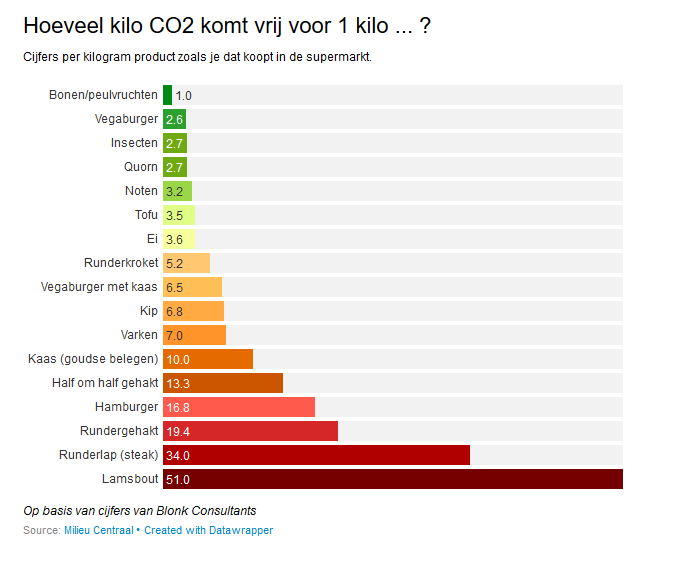 Hoeveel kilo CO2 komt vrij voor 1 kilo ... ?
Cijfers per kilogram product zoals je dat koopt in de supermarkt.
Bonen/peulvruchten 1.0
Vegaburger 2.6
Insecten 2.7
Quorn 2.7
Noten 3.2
Tofu 3.5
Ei 3.6
Runderkroket 5.2
Vegaburger met kaas 6.5
Kip 6.8
Varken 7.0
Kaas (goudse belegen) 10.0
Half om half gehakt 13.3
Hamburger 16.8
Rundergehakt 19.4
Runderlap (steak) 34.0
Lamsbout 51.0
Op basis van cijfers van Blonk Consultants
Source: Milieu Centraal • Created with Datawrapper